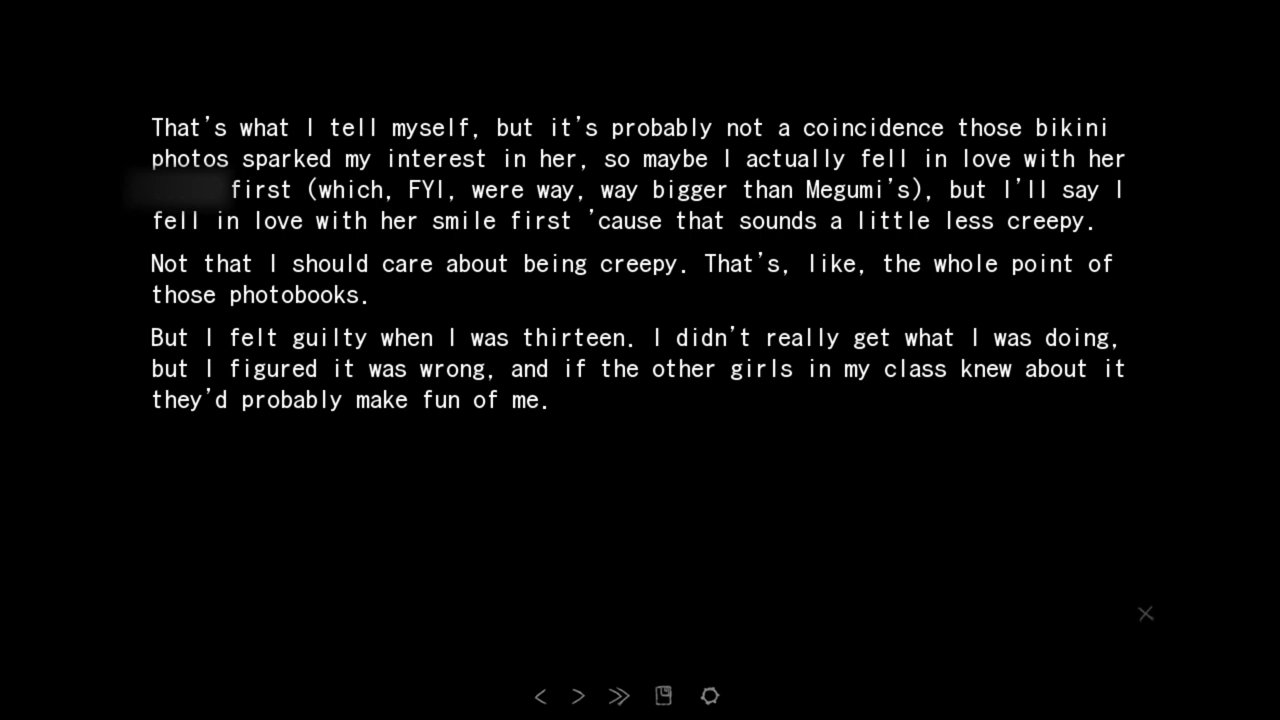 That's what I tell myself, but it's probably not a coincidence those bikini
photos sparked my interest in her, so maybe I actually fell in love with her
first (which, FYI, were way, way bigger than Megumi's), but I'll say I
fell in love with her smile first 'cause that sounds a little less creepy.
Not that I should care about being creepy. That's, like, the whole point of
those photobooks.
But I felt guilty when I was thirteen. I didn't really get what I was doing,
but I figured it was wrong, and if the other girls in my class knew about it
they'd probably make fun of me.